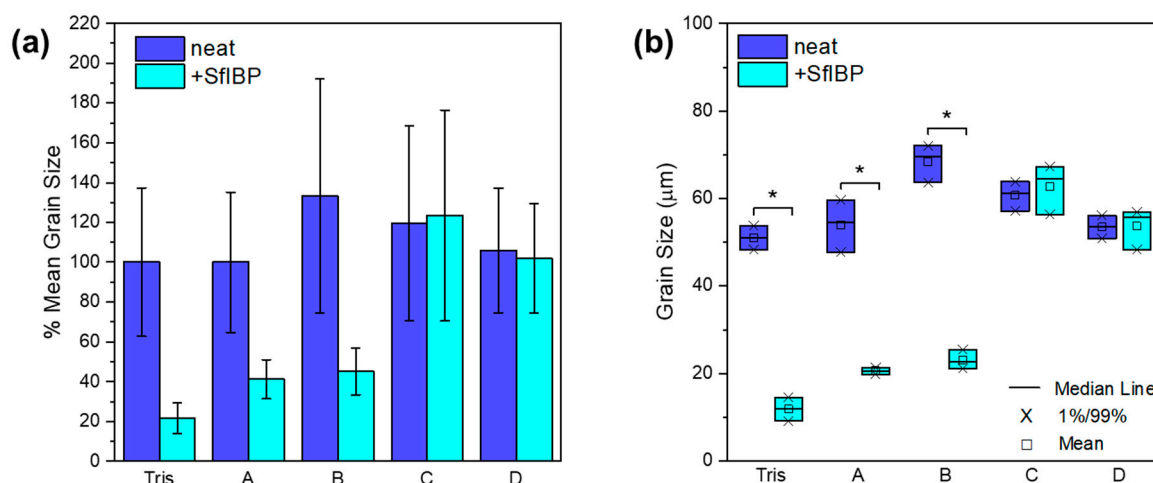 (a)
% Mean Grain Size
220
200
180
160
140
120
100
80
60
40
20
0
neat
+SfIBP
Tris A B C D
(b)
Grain Size (μm)
100
80
60
40
20
0
neat
+SfIBP
*
*
*
Median Line
X 1%/99%
Mean
Tris A B C D